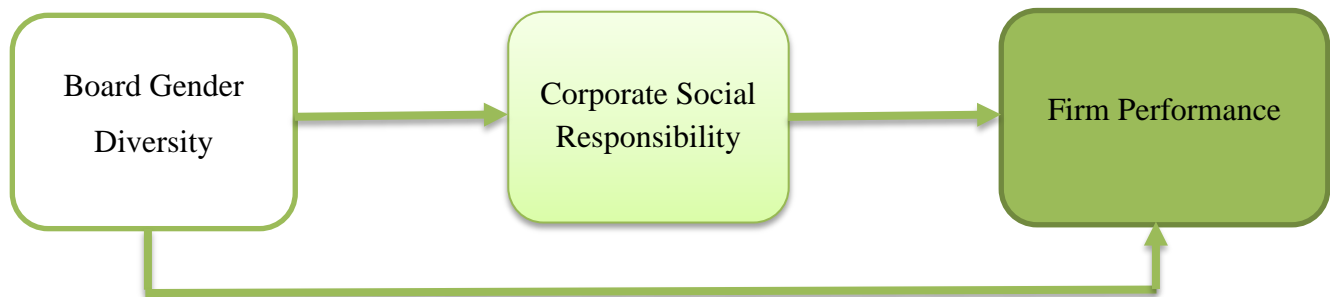 Board Gender
Diversity
Corporate Social
Responsibility
Firm Performance